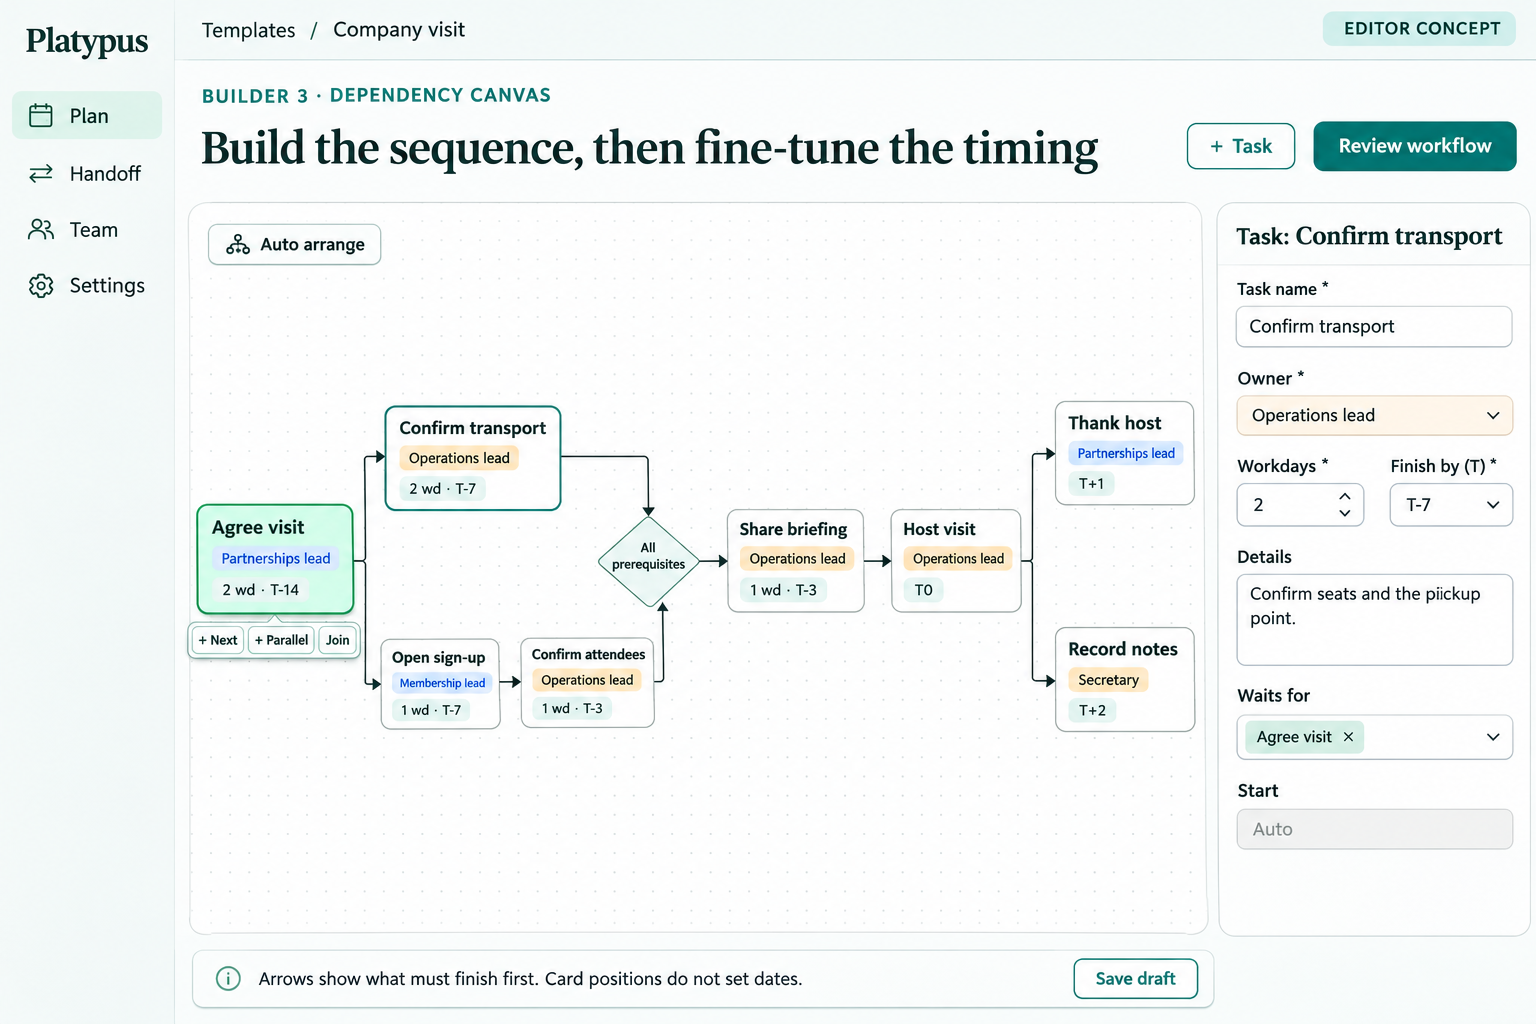 Platypus
Plan
Handoff
Team
Settings
Templates / Company visit
EDITOR CONCEPT
BUILDER 3 · DEPENDENCY CANVAS
Build the sequence, then fine-tune the timing
+ Task
Review workflow
Auto arrange
Agree visit
Partnerships lead
2 wd · T-14
+ Next
+ Parallel
Join
Confirm transport
Operations lead
2 wd · T-7
Open sign-up
Membership lead
1 wd · T-7
Confirm attendees
Operations lead
1 wd · T-3
All
prerequisites
Share briefing
Operations lead
1 wd · T-3
Host visit
Operations lead
T0
Thank host
Partnerships lead
T+1
Record notes
Secretary
T+2
Task: Confirm transport
Task name *
Confirm transport
Owner *
Operations lead
Workdays *
2
Finish by (T) *
T-7
Details
Confirm seats and the piickup
point.
Waits for
Agree visit ×
Start
Auto
Arrows show what must finish first. Card positions do not set dates.
Save draft